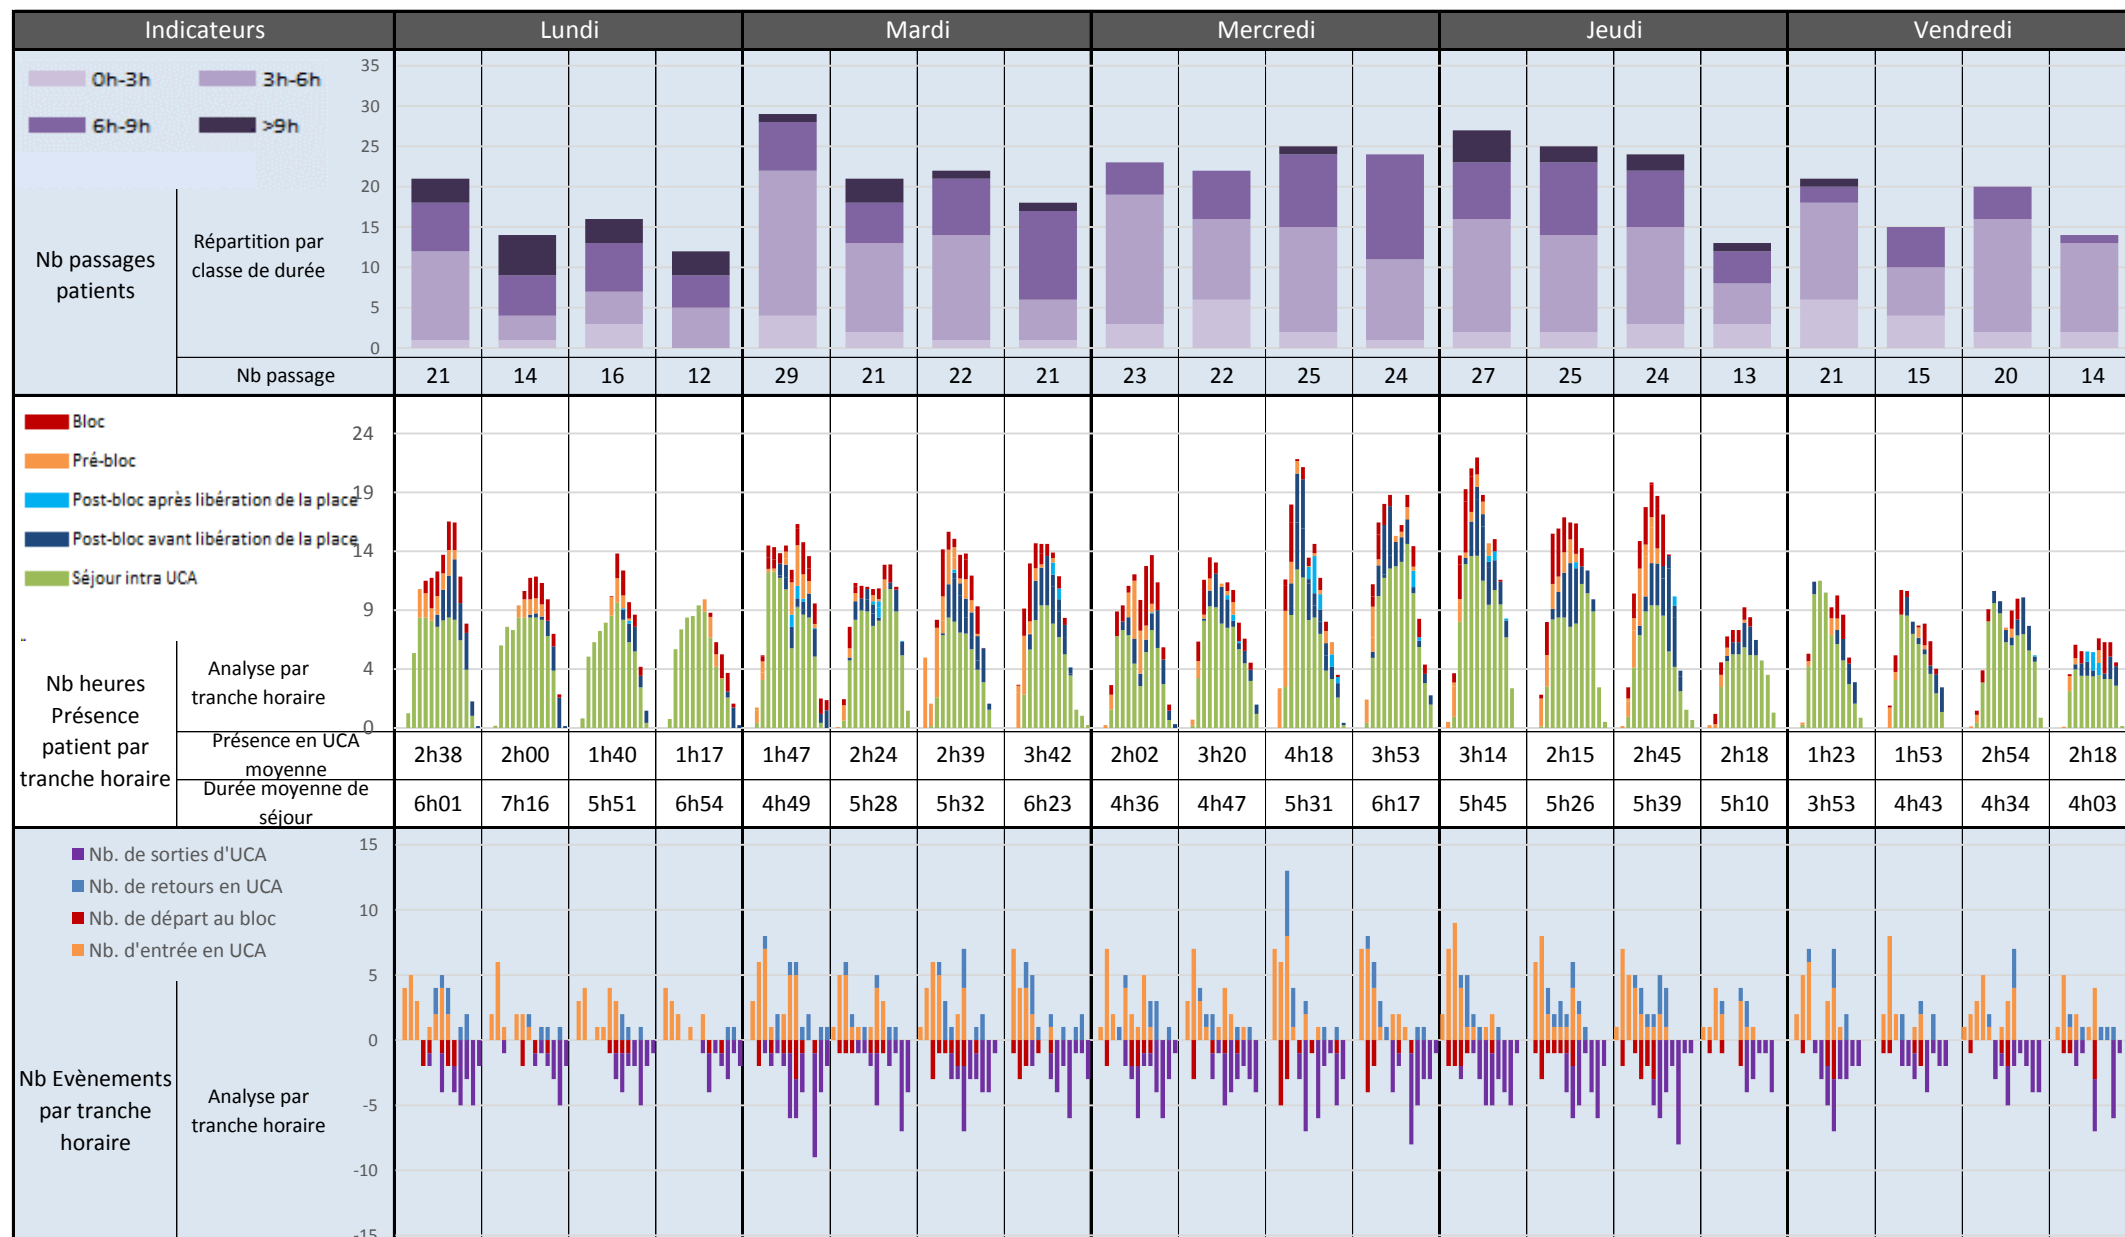 Indicateurs Lundi Mardi Mercredi Jeudi Vendredi
0h-3h 3h-6h
6h-9h >9h
35
30
25
20
15
10
5
0
Nb passages
patients
Répartition par
classe de durée
Nb passage 21 14 16 12 29 21 22 21 23 22 25 24 27 25 24 13 21 15 20 14
Bloc
Pré-bloc
Post-bloc après libération de la place
Post-bloc avant libération de la place
Séjour intra UCA
24
19
14
9
4
0
Nb heures
Présence
patient par
tranche horaire
Analyse par
tranche horaire
Présence en UCA
moyenne
2h38 2h00 1h40 1h17 1h47 2h24 2h39 3h42 2h02 3h20 4h18 3h53 3h14 2h15 2h45 2h18 1h23 1h53 2h54 2h18
Durée moyenne de
séjour
6h01 7h16 5h51 6h54 4h49 5h28 5h32 6h23 4h36 4h47 5h31 6h17 5h45 5h26 5h39 5h10 3h53 4h43 4h34 4h03
Nb. de sorties d'UCA
Nb. de retours en UCA
Nb. de départ au bloc
Nb. d'entrée en UCA
15
10
5
0
-5
-10
-15
Nb Evènements
par tranche
horaire
Analyse par
tranche horaire